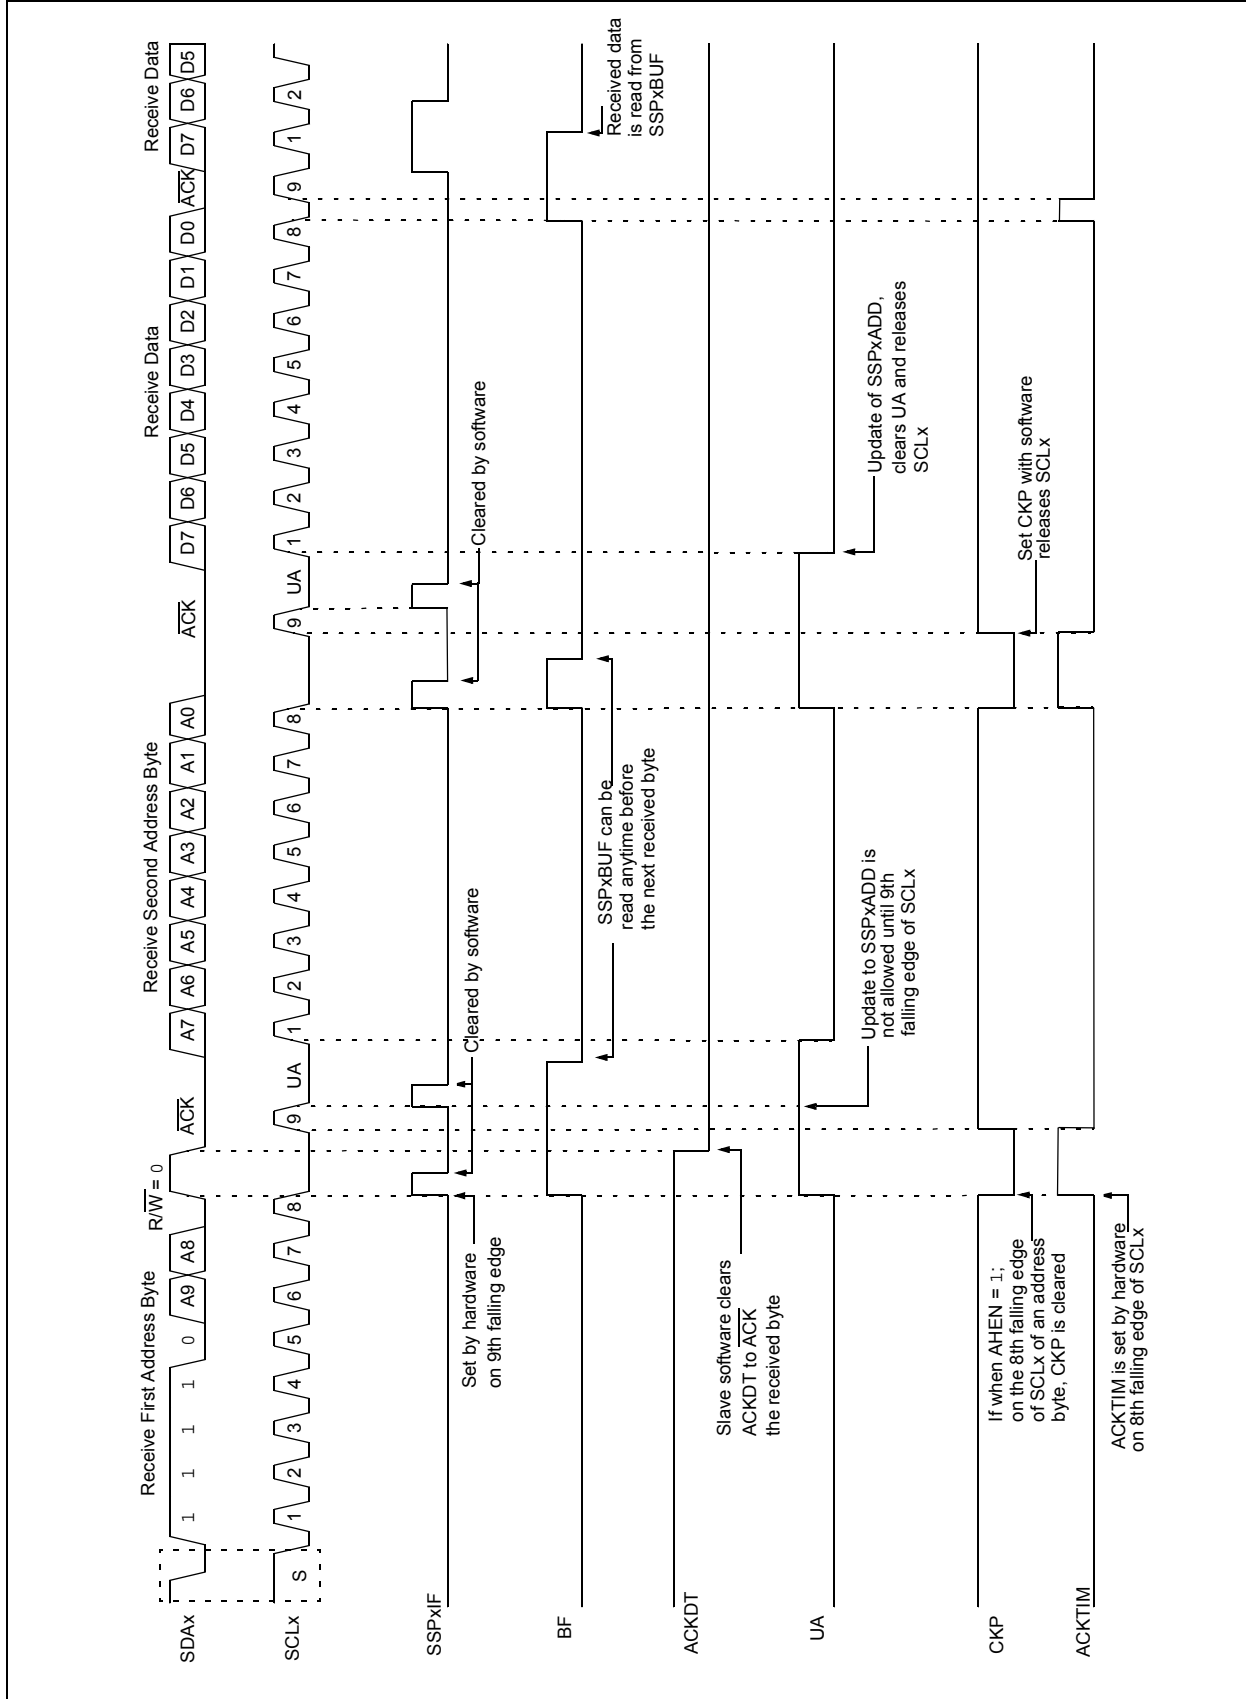 Receive First Address Byte
R/W = 0
Receive Second Address Byte
Receive Data
Receive Data
SDAx
1 1 1 1 0 A9 A8 ACK A7 A6 A5 A4 A3 A2 A1 A0 ACK D7 D6 D5 D4 D3 D2 D1 D0 ACK D7 D6 D5
SCLx
S 1 2 3 4 5 6 7 8 9 UA 1 2 3 4 5 6 7 8 9 UA 1 2 3 4 5 6 7 8 9 1 2
SSPxIF
Set by hardware
on 9th falling edge
Cleared by software
Cleared by software
BF
SSPxBUF can be
read anytime before
the next received byte
Received data
is read from
SSPxBUF
ACKDT
Slave software clears
ACKDT to ACK
the received byte
UA
Update to SSPxADD is
not allowed until 9th
falling edge of SCLx
Update of SSPxADD,
clears UA and releases
SCLx
CKP
If when AHEN = 1;
on the 8th falling edge
of SCLx of an address
byte, CKP is cleared
Set CKP with software
releases SCLx
ACKTIM
ACKTIM is set by hardware
on 8th falling edge of SCLx